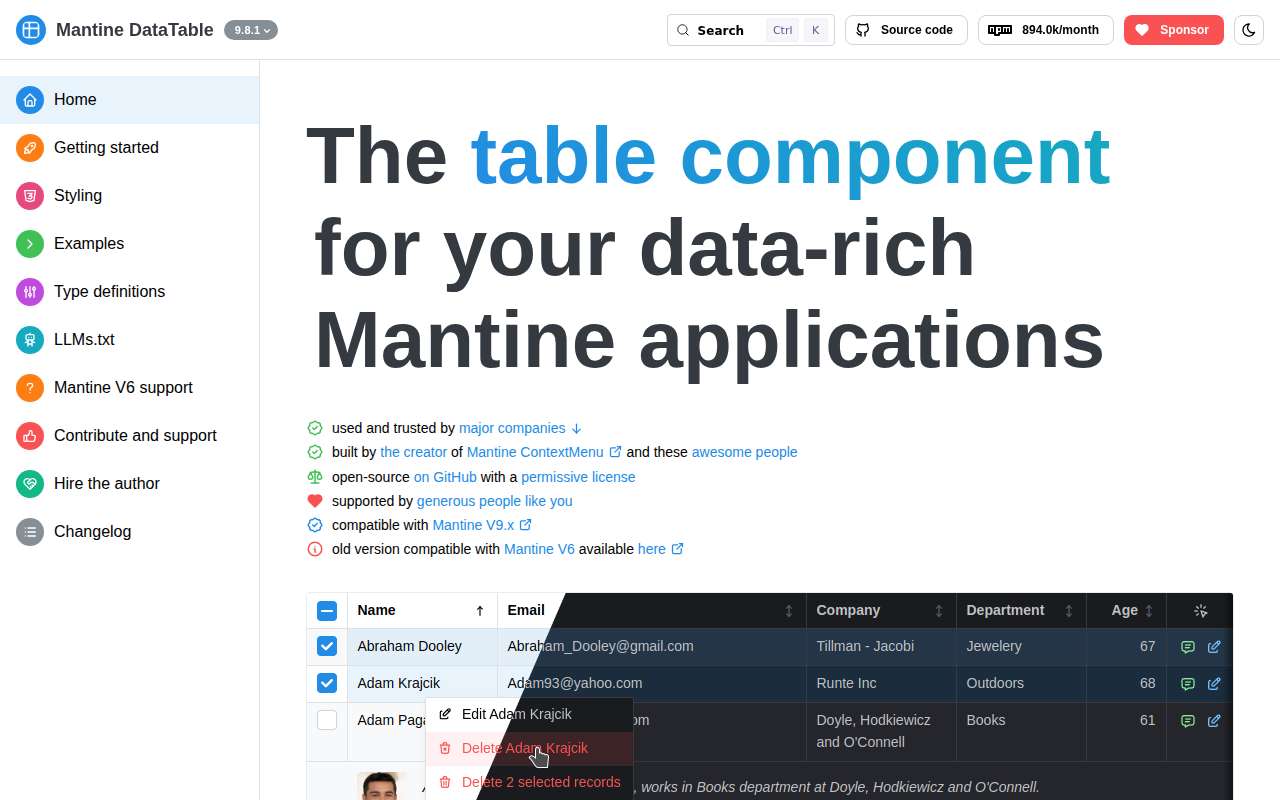 Mantine DataTable 9.8.1 Search Ctrl K Source code npm 894.0k/month Sponsor
Home
Getting started
Styling
Examples
Type definitions
LLMs.txt
Mantine V6 support
Contribute and support
Hire the author
Changelog
The table component
for your data-rich
Mantine applications
used and trusted by major companies
built by the creator of Mantine ContextMenu and these awesome people
open-source on GitHub with a permissive license
supported by generous people like you
compatible with Mantine V9.x
old version compatible with Mantine V6 available here
Name Email Company Department Age
Abraham Dooley Abraham_Dooley@gmail.com Tillman - Jacobi Jewelery 67
Adam Krajcik Adam93@yahoo.com Runte Inc Outdoors 68
Adam Doyle, Hodkiewicz Books 61
and O'Connell
Edit Adam Krajcik
Delete Adam Krajcik
Delete 2 selected records
, works in Books department at Doyle, Hodkiewicz and O'Connell.